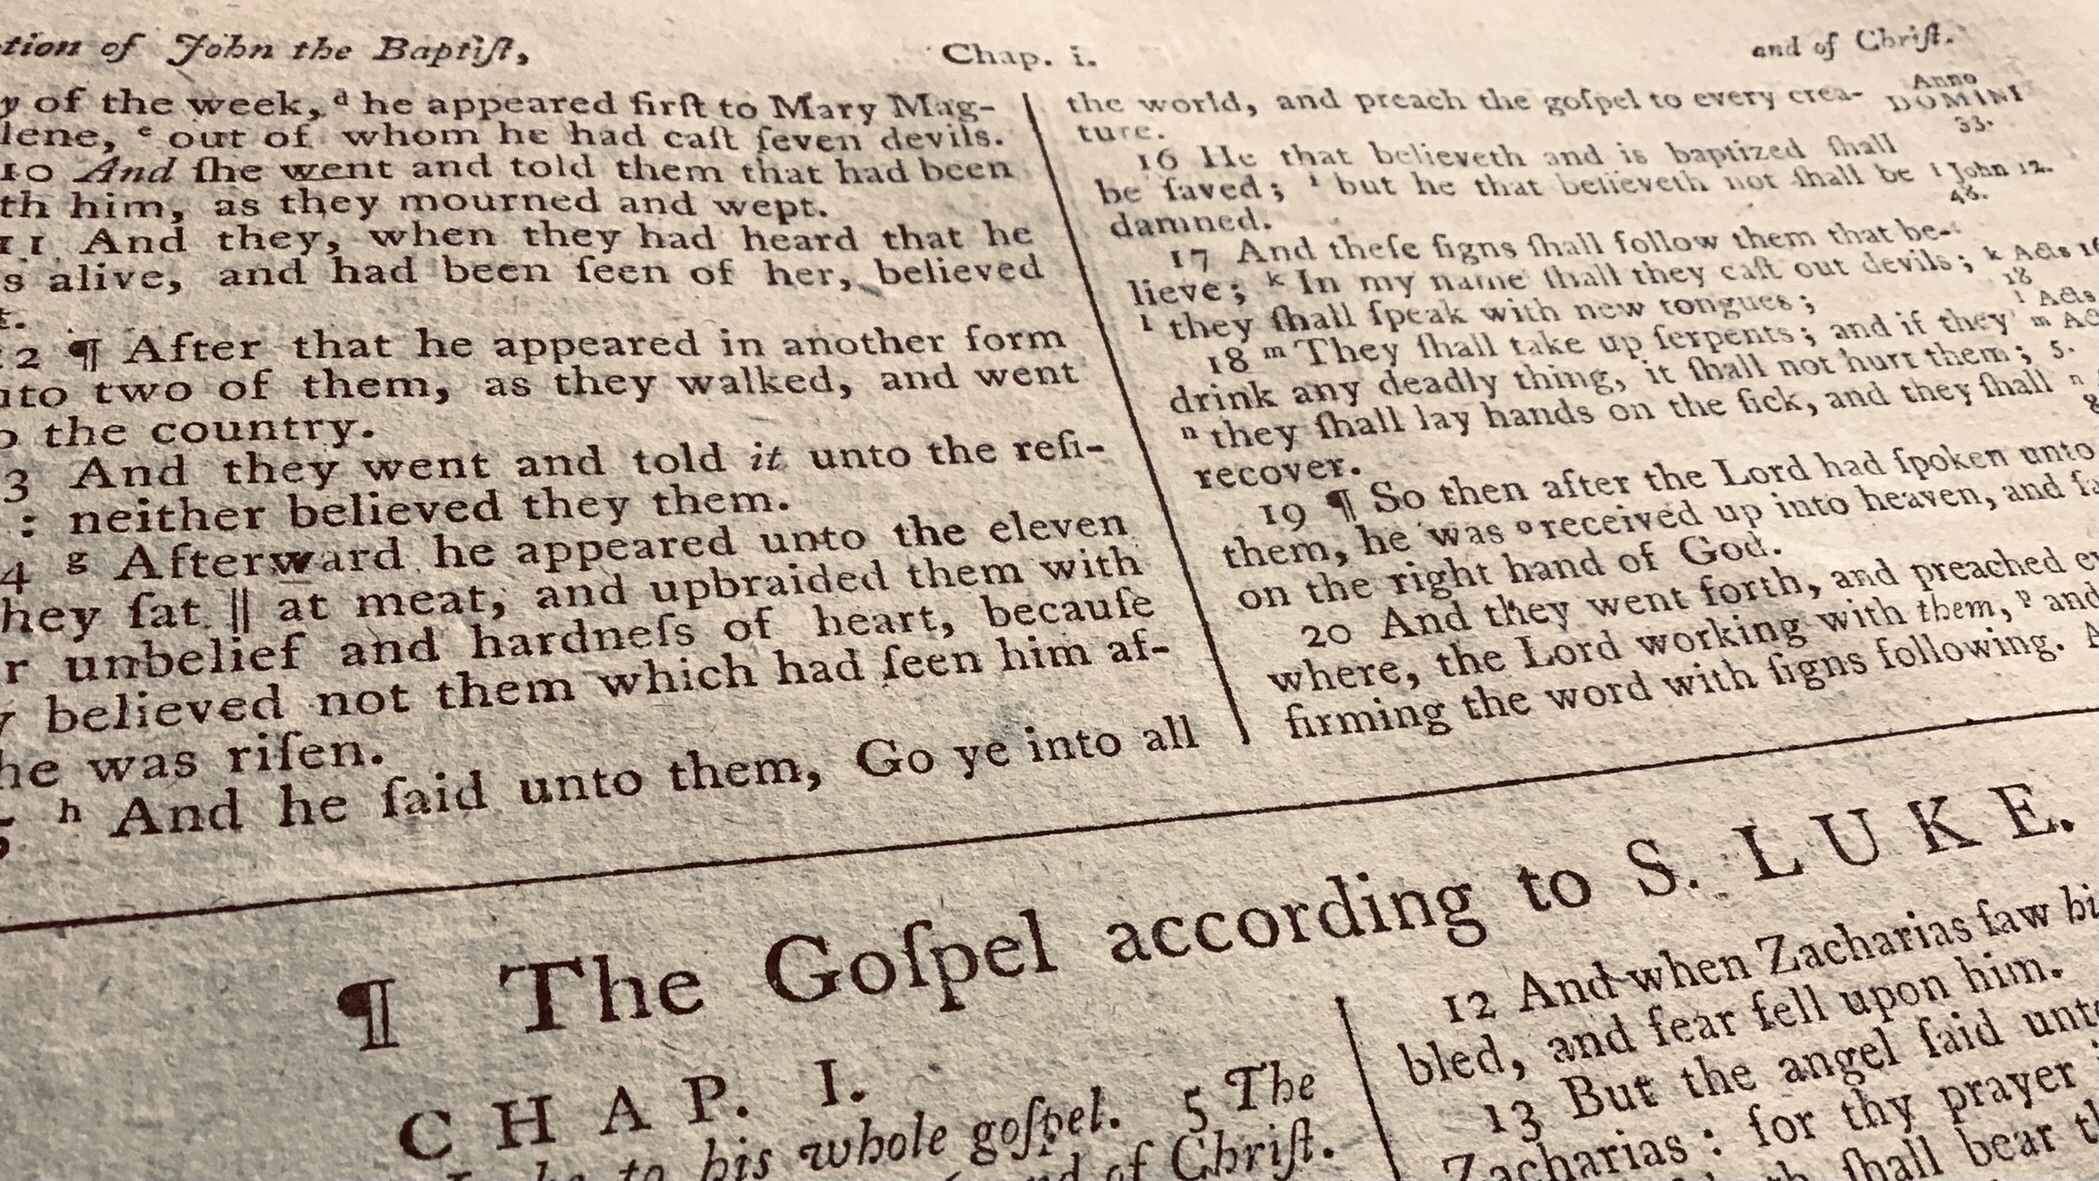 tion of John the Baptiſt,
Chap. i.
and of Chriſt.
y of the week, ᵈ he appeared firſt to Mary Mag-
lene, ᵉ out of whom he had caſt ſeven devils.
10 And ſhe went and told them that had been
th him, as they mourned and wept.
11 And they, when they had heard that he
s alive, and had been ſeen of her, believed
t.
2 ¶ After that he appeared in another form
nto two of them, as they walked, and went
o the country.
3 And they went and told it unto the reſi-
: neither believed they them.
4 ᵍ Afterward he appeared unto the eleven
hey ſat || at meat, and upbraided them with
r unbelief and hardneſs of heart, becauſe
y believed not them which had ſeen him af-
he was riſen.
5 ʰ And he ſaid unto them, Go ye into all
the world, and preach the goſpel to every crea-
ture.
16 He that believeth and is baptized ſhall
be ſaved; ⁱ but he that believeth not ſhall be
damned.
17 And theſe ſigns ſhall follow them that be-
lieve; ᵏ In my name ſhall they caſt out devils;
ˡ they ſhall ſpeak with new tongues;
18 ᵐ They ſhall take up ſerpents; and if they
drink any deadly thing, it ſhall not hurt them;
ⁿ they ſhall lay hands on the ſick, and they ſhall
recover.
19 ¶ So then after the Lord had ſpoken unto
them, he was ᵒ received up into heaven, and ſa
on the right hand of God.
20 And they went forth, and preached ev
where, the Lord working with them, ᵖ and
firming the word with ſigns following. A
Anno
DOMINI
33.
i John 12.
48.
k Acts 16
18
l Acts
m Ac
5.
n
8
¶ The Goſpel according to S. LUKE.
CHAP. I.
to his whole goſpel. 5 The
of Chriſt.
12 And when Zacharias ſaw hi
bled, and fear fell upon him.
13 But the angel ſaid unto
Zacharias: for thy prayer i
ſhall bear th